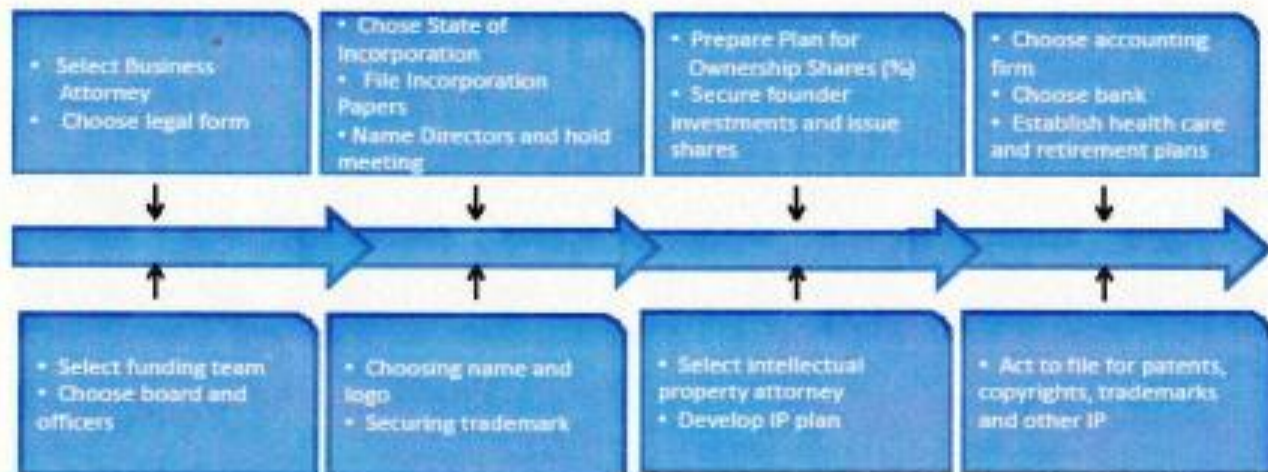 • Select Business
Attorney
• Choose legal form
• Chose State of
Incorporation
• File Incorporation
Papers
• Name Directors and hold
meeting
• Prepare Plan for
Ownership Shares (%)
• Secure founder
investments and issue
shares
• Choose accounting
firm
• Choose bank
• Establish health care
and retirement plans
• Select funding team
• Choose board and
officers
• Choosing name and
logo
• Securing trademark
• Select intellectual
property attorney
• Develop IP plan
• Act to file for patents,
copyrights, trademarks
and other IP